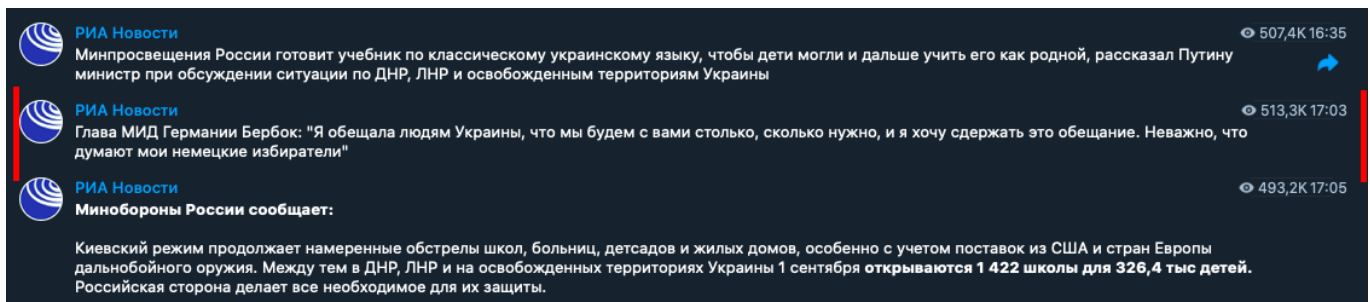 РИА Новости
507,4K 16:35
Минпросвещения России готовит учебник по классическому украинскому языку, чтобы дети могли и дальше учить его как родной, рассказал Путину
министр при обсуждении ситуации по ДНР, ЛНР и освобожденным территориям Украины
РИА Новости
513,3K 17:03
Глава МИД Германии Бербок: "Я обещала людям Украины, что мы будем с вами столько, сколько нужно, и я хочу сдержать это обещание. Неважно, что
думают мои немецкие избиратели"
РИА Новости
493,2K 17:05
Минобороны России сообщает:
Киевский режим продолжает намеренные обстрелы школ, больниц, детсадов и жилых домов, особенно с учетом поставок из США и стран Европы
дальнобойного оружия. Между тем в ДНР, ЛНР и на освобожденных территориях Украины 1 сентября открываются 1 422 школы для 326,4 тыс детей.
Российская сторона делает все необходимое для их защиты.